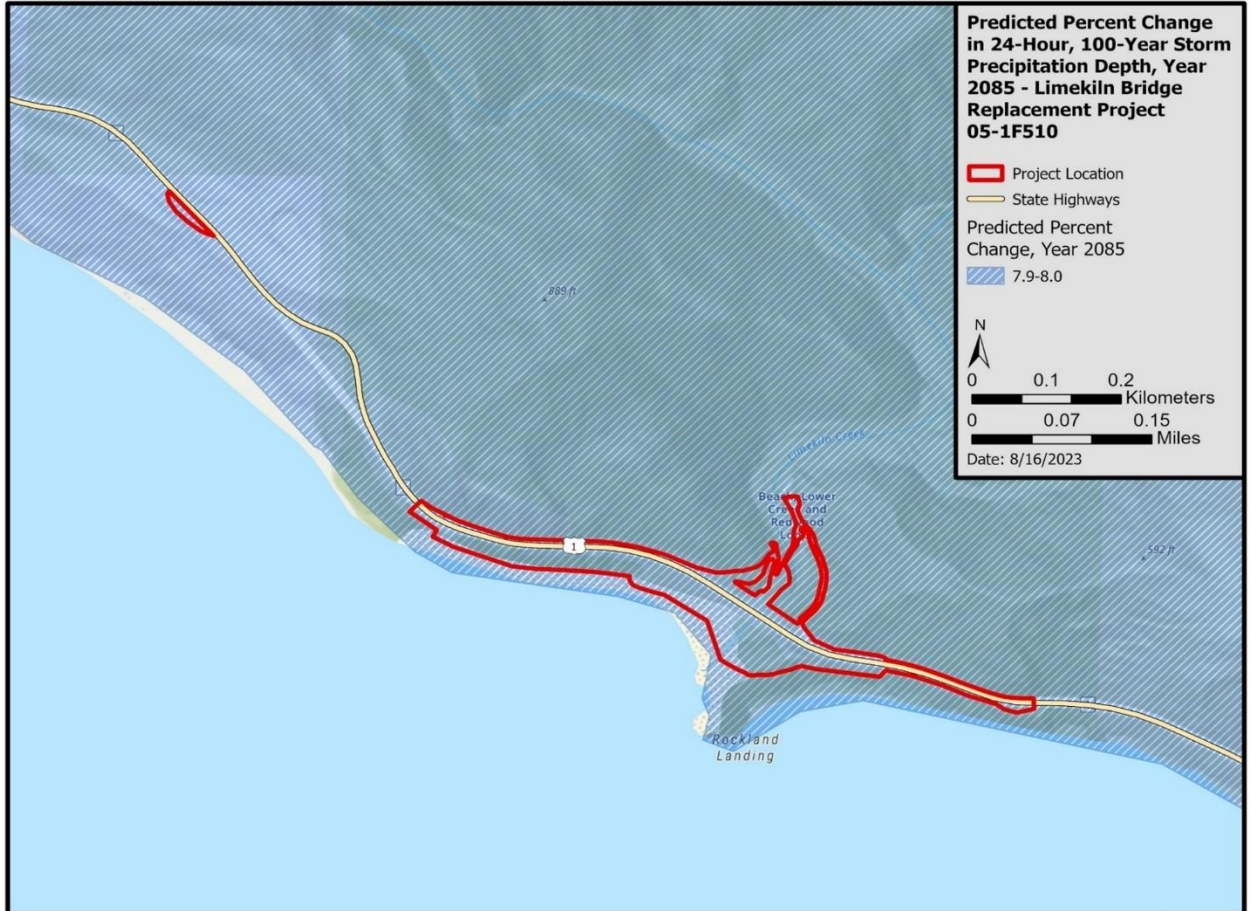 Predicted Percent Change
in 24-Hour, 100-Year Storm
Precipitation Depth, Year
2085 - Limekiln Bridge
Replacement Project
05-1F510
Project Location
State Highways
Predicted Percent
Change, Year 2085
7.9-8.0
N
0 0.1 0.2
Kilometers
0 0.07 0.15
Miles
Date: 8/16/2023
889 ft
Limekiln Creek
Lower
and
592 ft
1
Rockland
Landing